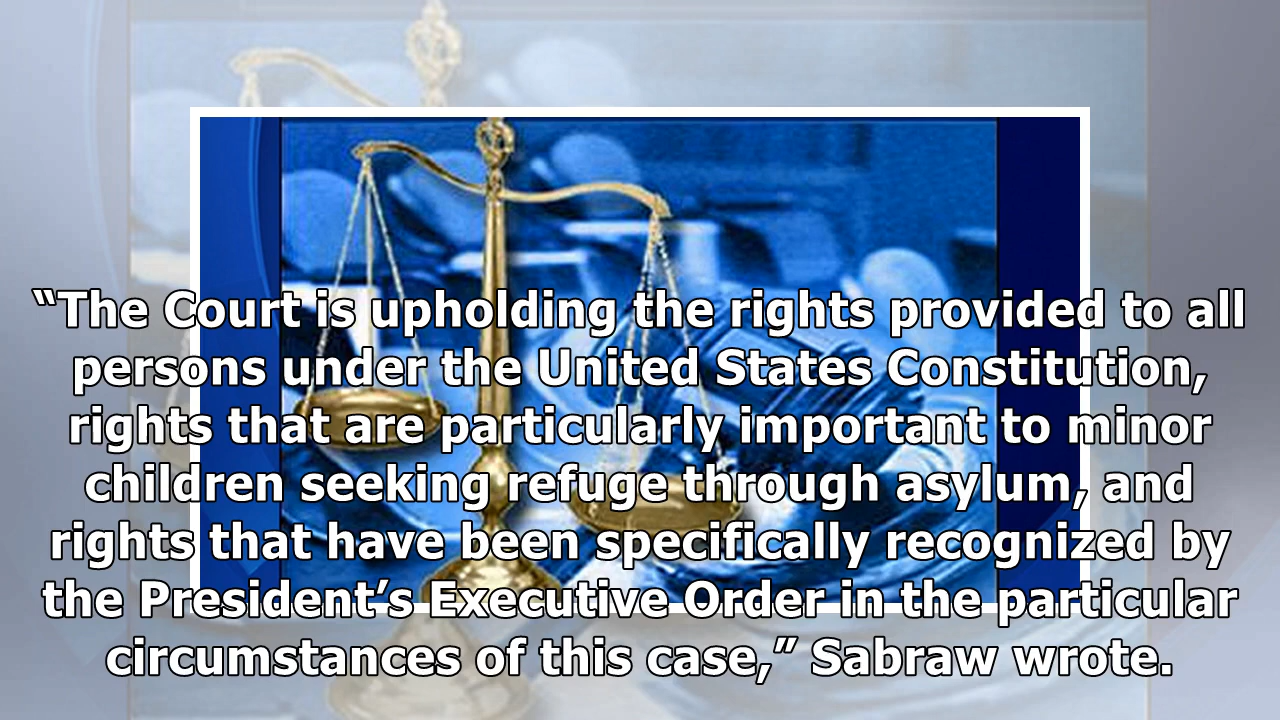 “The Court is upholding the rights provided to all
persons under the United States Constitution,
rights that are particularly important to minor
children seeking refuge through asylum, and
rights that have been specifically recognized by
the President’s Executive Order in the particular
circumstances of this case,” Sabraw wrote.